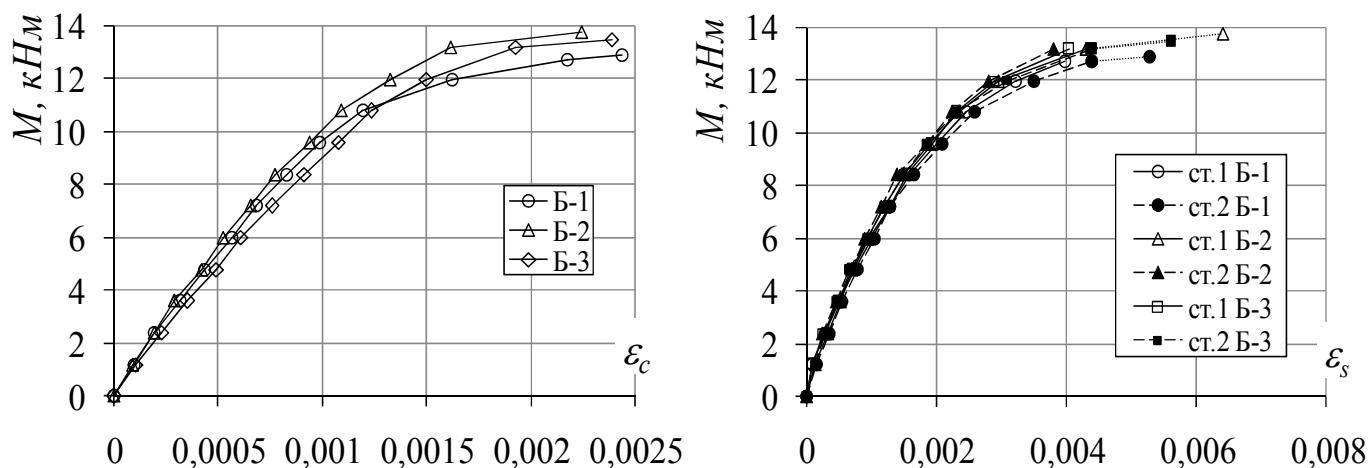 M, кНм
14
12
10
8
6
4
2
0
0 0,0005 0,001 0,0015 0,002 0,0025
εc
Б-1
Б-2
Б-3
M, кНм
14
12
10
8
6
4
2
0
0 0,002 0,004 0,006 0,008
εs
ст.1 Б-1
ст.2 Б-1
ст.1 Б-2
ст.2 Б-2
ст.1 Б-3
ст.2 Б-3